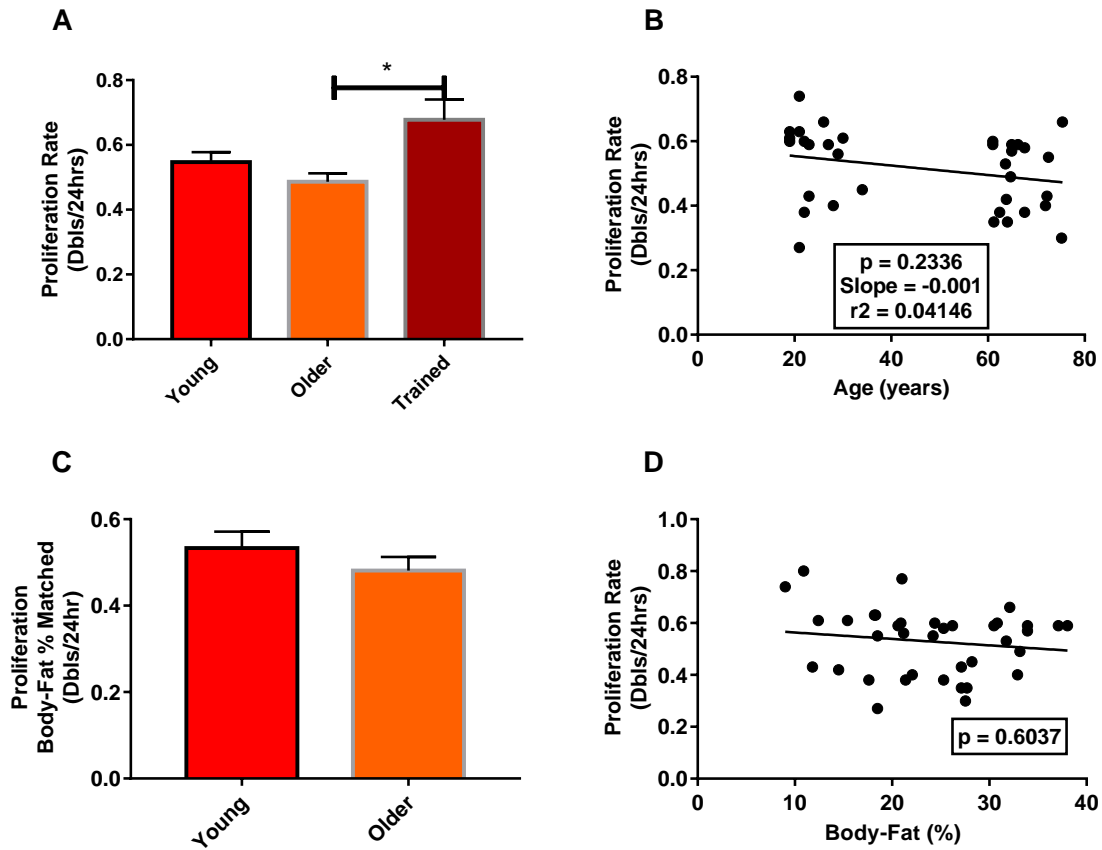 A
Proliferation Rate
(Dbls/24hrs)
0.8
0.6
0.4
0.2
0.0
*
Young
Older
Trained
B
Proliferation Rate
(Dbls/24hrs)
0.8
0.6
0.4
0.2
0.0
p = 0.2336
Slope = -0.001
r2 = 0.04146
0
20
40
60
80
Age (years)
C
Proliferation
Body-Fat % Matched
(Dbls/24hr)
0.6
0.4
0.2
0.0
Young
Older
D
Proliferation Rate
(Dbls/24hrs)
1.0
0.8
0.6
0.4
0.2
0.0
p = 0.6037
0
10
20
30
40
Body-Fat (%)